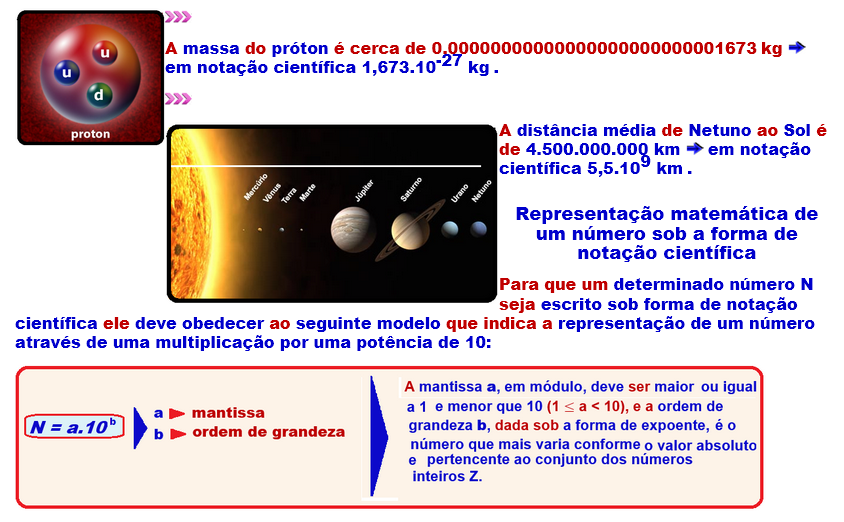 u
u
d
proton
A massa do próton é cerca de 0,000000000000000000000000001673 kg
em notação científica 1,673.10-27 kg .
A distância média de Netuno ao Sol é
de 4.500.000.000 km em notação
científica 5,5.109 km .
Mercúrio
Vênus
Terra
Marte
Júpiter
Saturno
Urano
Netuno
Representação matemática de
um número sob a forma de
notação científica
Para que um determinado número N
seja escrito sob forma de notação
científica ele deve obedecer ao seguinte modelo que indica a representação de um número
através de uma multiplicação por uma potência de 10:
N = a.10b
a mantissa
b ordem de grandeza
A mantissa a, em módulo, deve ser maior ou igual
a 1 e menor que 10 (1 ≤ a < 10), e a ordem de
grandeza b, dada sob a forma de expoente, é o
número que mais varia conforme o valor absoluto
e pertencente ao conjunto dos números
inteiros Z.